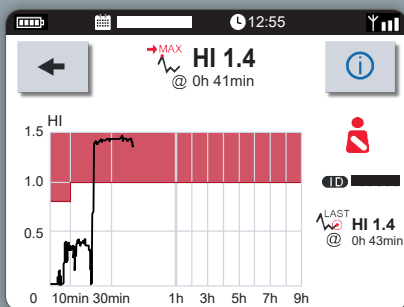 12:55
MAX HI 1.4
@ 0h 41min
i
HI
1.5
1.0
0.5
0 10min 30min 1h 3h 5h 7h 9h
ID
LAST HI 1.4
@ 0h 43min